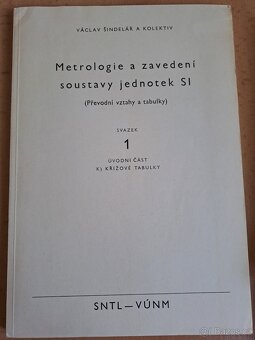 VÁCLAV ŠINDELÁŘ A KOLEKTIV
Metrologie a zavedení
soustavy jednotek SI
(Převodní vztahy a tabulky)
SVAZEK
1
ÚVODNÍ ČÁST
K) KŘÍŽOVÉ TABULKY
SNTL—VÚNM